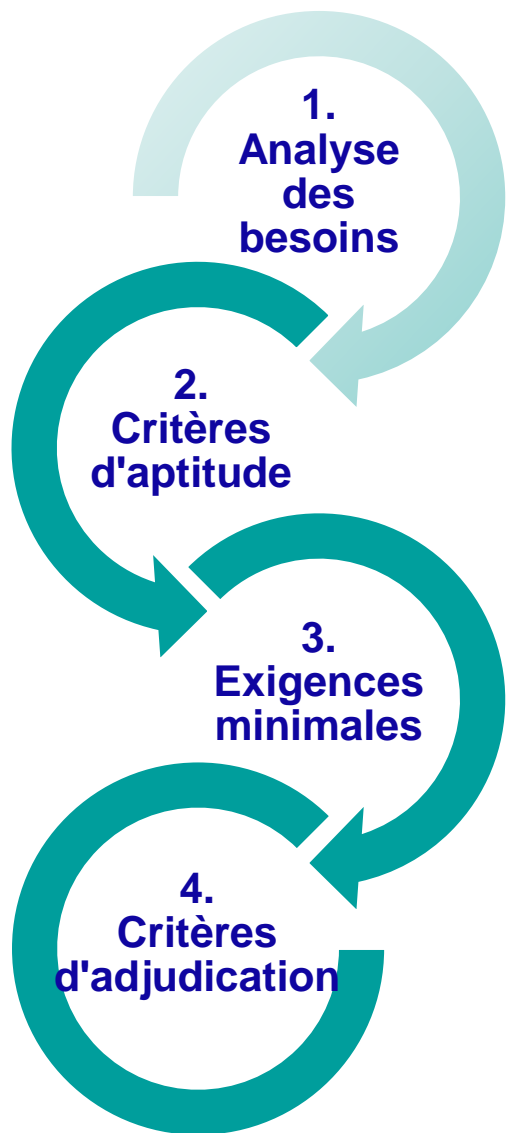 1.
Analyse
des
besoins
2.
Critères
d'aptitude
3.
Exigences
minimales
4.
Critères
d'adjudication